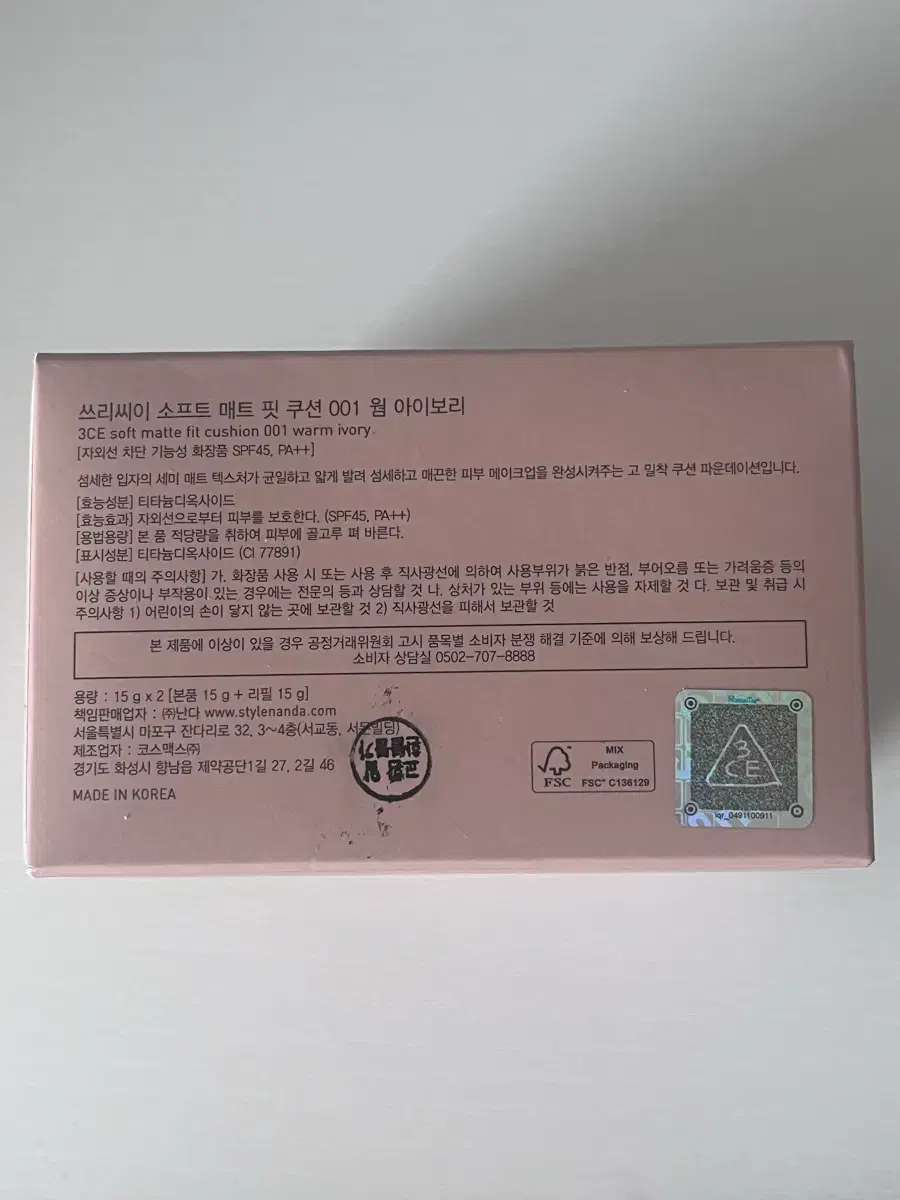 쓰리씨이 소프트 매트 핏 쿠션 001 웜 아이보리
3CE soft matte fit cushion 001 warm ivory.
[자외선 차단 기능성 화장품 SPF45, PA++]
섬세한 입자의 세미 매트 텍스처가 균일하고 얇게 발려 섬세하고 매끈한 피부 메이크업을 완성시켜주는 고 밀착 쿠션 파운데이션입니다.
[효능성분] 티타늄디옥사이드
[효능효과] 자외선으로부터 피부를 보호한다. (SPF45, PA++)
[용법용량] 본 품 적당량을 취하여 피부에 골고루 펴 바른다.
[표시성분] 티타늄디옥사이드 (CI 77891)
[사용할 때의 주의사항] 가. 화장품 사용 시 또는 사용 후 직사광선에 의하여 사용부위가 붉은 반점, 부어오름 또는 가려움증 등의
이상 증상이나 부작용이 있는 경우에는 전문의 등과 상담할 것 나. 상처가 있는 부위 등에는 사용을 자제할 것 다. 보관 및 취급 시
주의사항 1) 어린이의 손이 닿지 않는 곳에 보관할 것 2) 직사광선을 피해서 보관할 것
본 제품에 이상이 있을 경우 공정거래위원회 고시 품목별 소비자 분쟁 해결 기준에 의해 보상해 드립니다.
소비자 상담실 0502-707-8888
용량 : 15 g x 2 [본품 15 g + 리필 15 g]
책임판매업자 : ㈜난다 www.stylenanda.com
서울특별시 마포구 잔다리로 32, 3~4층(서교동, 서문빌딩)
제조업자 : 코스맥스㈜
경기도 화성시 향남읍 제약공단1길 27, 2길 46
MADE IN KOREA
교환 및
환불불가
FSC
MIX
Packaging
FSC™ C136129
3CE
iqr_0491100911